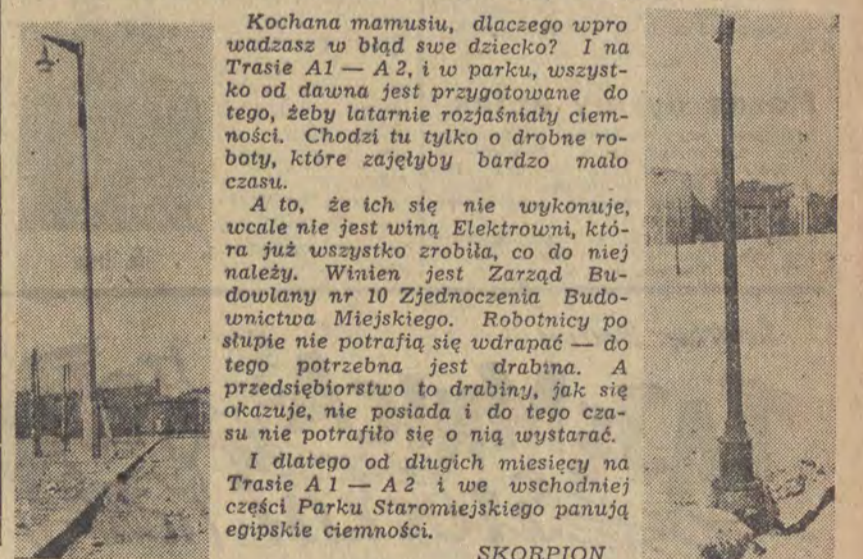 Kochana mamusiu, dlaczego wpro
wadzasz w błąd swe dziecko? I na
Trasie A1 — A2, i w parku, wszyst-
ko od dawna jest przygotowane do
tego, żeby latarnie rozjaśniały ciem-
ności. Chodzi tu tylko o drobne ro-
boty, które zajęłyby bardzo mało
czasu.
A to, że ich się nie wykonuje,
wcale nie jest winą Elektrowni, któ-
ra już wszystko zrobiła, co do niej
należy. Winien jest Zarząd Bu-
dowlany nr 10 Zjednoczenia Budo-
wnictwa Miejskiego. Robotnicy po
słupie nie potrafią się wdrapać — do
tego potrzebna jest drabina. A
przedsiębiorstwo to drabiny, jak się
okazuje, nie posiada i do tego cza-
su nie potrafiło się o nią wystarać.
I dlatego od długich miesięcy na
Trasie A1 — A2 i we wschodniej
części Parku Staromiejskiego panują
egipskie ciemności.
SKORPION